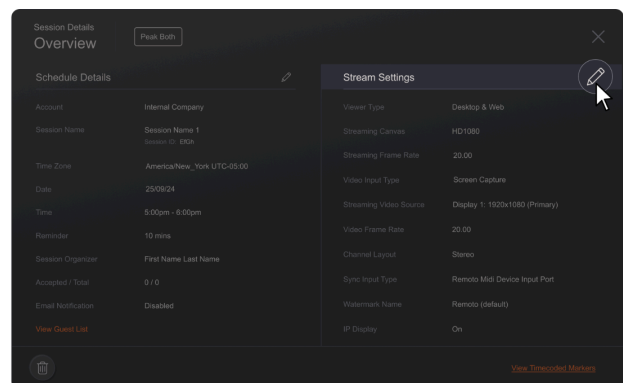 Session Details
Overview
Peak Both
Schedule Details
Account Internal Company
Session Name Session Name 1
Session ID: EfGh
Time Zone America/New_York UTC-05:00
Date 25/09/24
Time 5:00pm - 6:00pm
Reminder 10 mins
Session Organizer First Name Last Name
Accepted / Total 0 / 0
Email Notification Disabled
View Guest List
Stream Settings
Viewer Type Desktop & Web
Streaming Canvas HD1080
Streaming Frame Rate 20.00
Video Input Type Screen Capture
Streaming Video Source Display 1: 1920x1080 (Primary)
Video Frame Rate 20.00
Channel Layout Stereo
Sync Input Type Remoto Midi Device Input Port
Watermark Name Remoto (default)
IP Display On
View Timecoded Markers